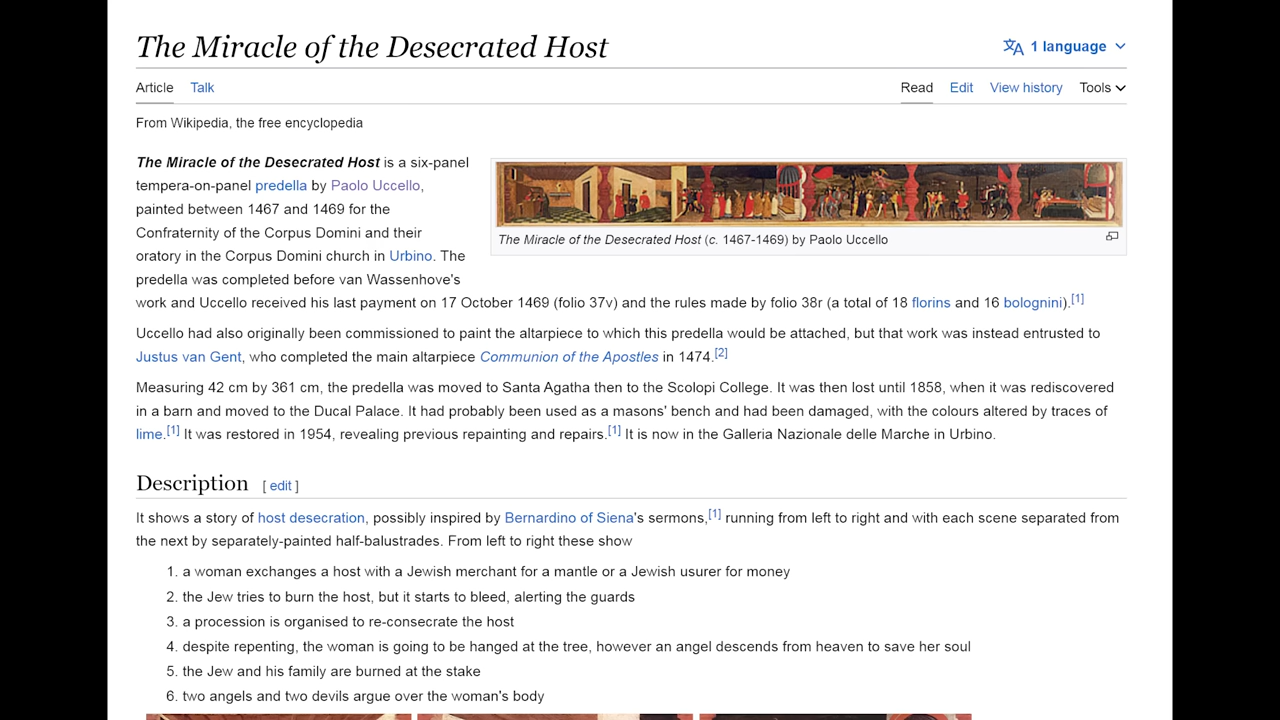 The Miracle of the Desecrated Host
1 language
Article Talk Read Edit View history Tools
From Wikipedia, the free encyclopedia
The Miracle of the Desecrated Host is a six-panel
tempera-on-panel predella by Paolo Uccello,
painted between 1467 and 1469 for the
Confraternity of the Corpus Domini and their
oratory in the Corpus Domini church in Urbino. The
predella was completed before van Wassenhove's
The Miracle of the Desecrated Host (c. 1467-1469) by Paolo Uccello
work and Uccello received his last payment on 17 October 1469 (folio 37v) and the rules made by folio 38r (a total of 18 florins and 16 bolognini).[1]
Uccello had also originally been commissioned to paint the altarpiece to which this predella would be attached, but that work was instead entrusted to
Justus van Gent, who completed the main altarpiece Communion of the Apostles in 1474.[2]
Measuring 42 cm by 361 cm, the predella was moved to Santa Agatha then to the Scolopi College. It was then lost until 1858, when it was rediscovered
in a barn and moved to the Ducal Palace. It had probably been used as a masons' bench and had been damaged, with the colours altered by traces of
lime.[1] It was restored in 1954, revealing previous repainting and repairs.[1] It is now in the Galleria Nazionale delle Marche in Urbino.
Description [ edit ]
It shows a story of host desecration, possibly inspired by Bernardino of Siena's sermons,[1] running from left to right and with each scene separated from
the next by separately-painted half-balustrades. From left to right these show
1. a woman exchanges a host with a Jewish merchant for a mantle or a Jewish usurer for money
2. the Jew tries to burn the host, but it starts to bleed, alerting the guards
3. a procession is organised to re-consecrate the host
4. despite repenting, the woman is going to be hanged at the tree, however an angel descends from heaven to save her soul
5. the Jew and his family are burned at the stake
6. two angels and two devils argue over the woman's body